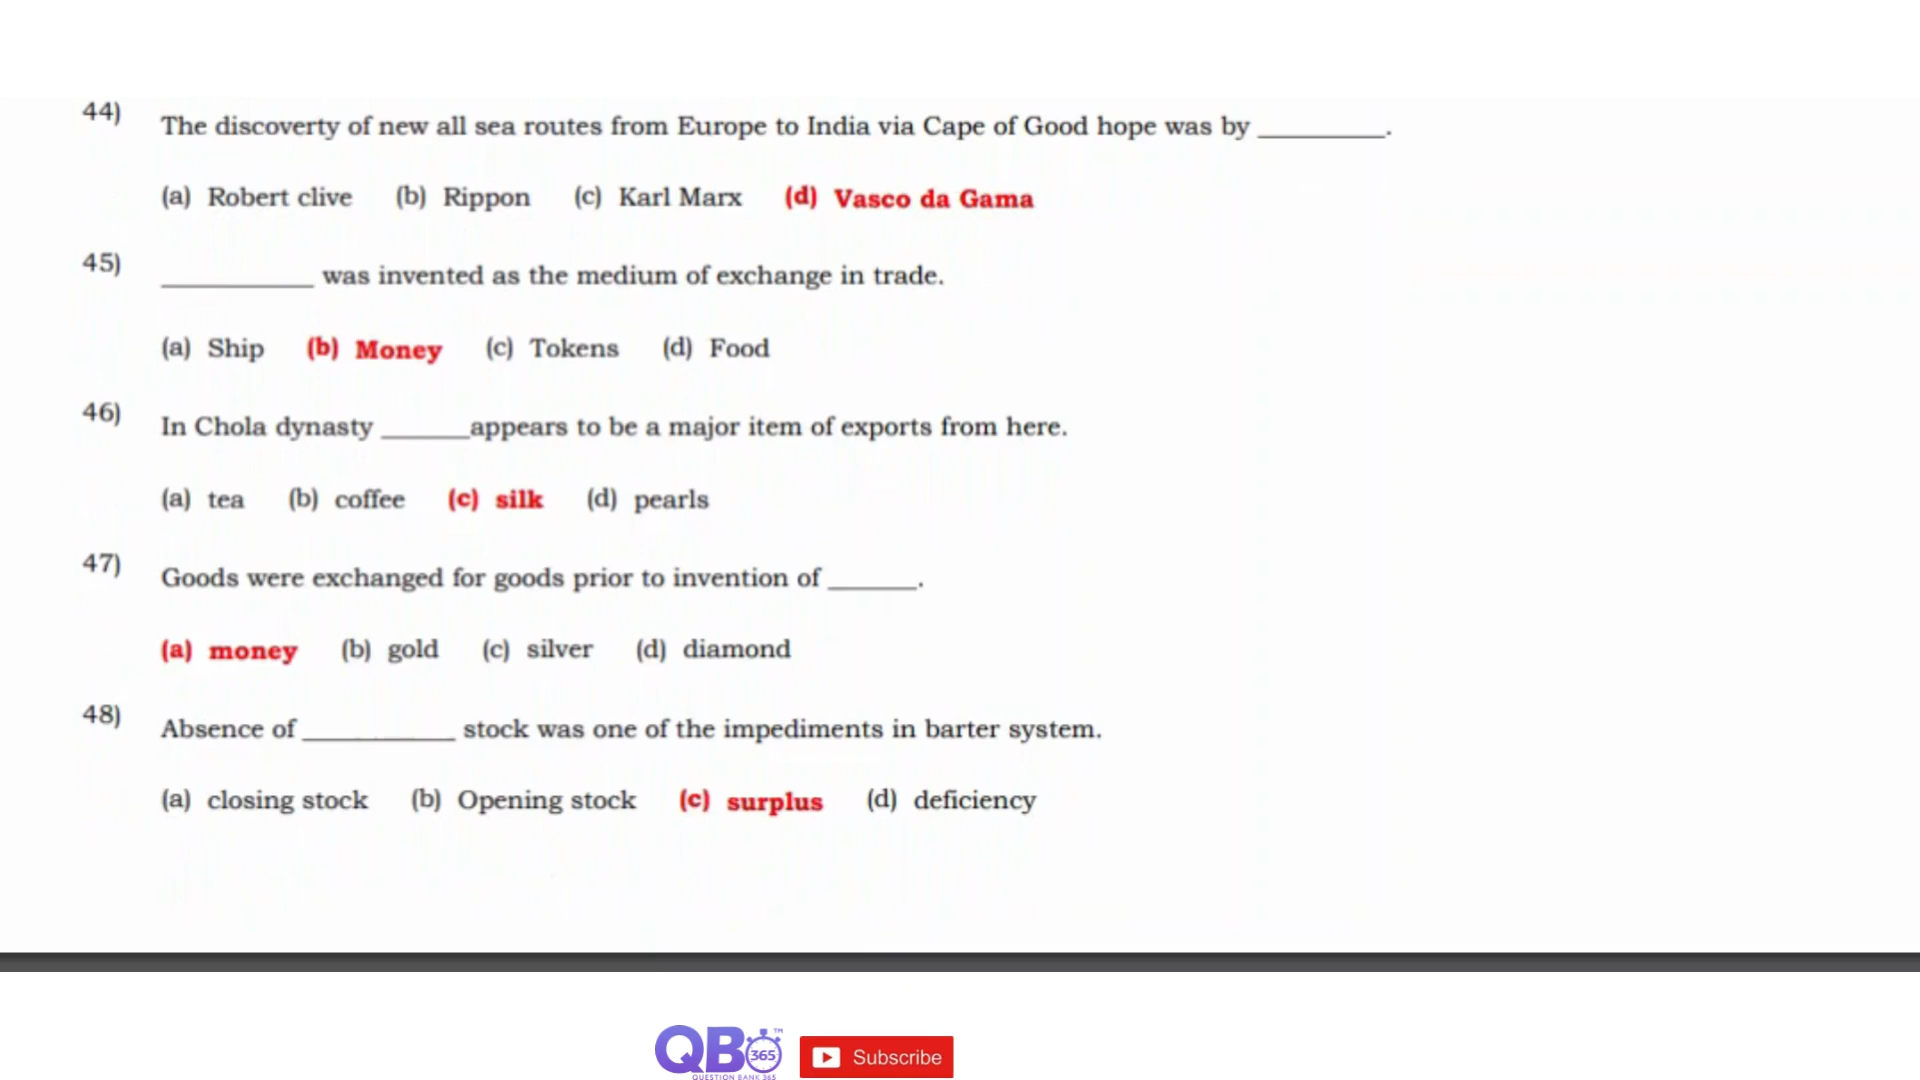 44)
The discoverty of new all sea routes from Europe to India via Cape of Good hope was by __________.
(a) Robert clive (b) Rippon (c) Karl Marx (d) Vasco da Gama
45)
____________ was invented as the medium of exchange in trade.
(a) Ship (b) Money (c) Tokens (d) Food
46)
In Chola dynasty _______appears to be a major item of exports from here.
(a) tea (b) coffee (c) silk (d) pearls
47)
Goods were exchanged for goods prior to invention of _______.
(a) money (b) gold (c) silver (d) diamond
48)
Absence of ____________ stock was one of the impediments in barter system.
(a) closing stock (b) Opening stock (c) surplus (d) deficiency
QB 365 TM
QUESTION BANK 365
Subscribe